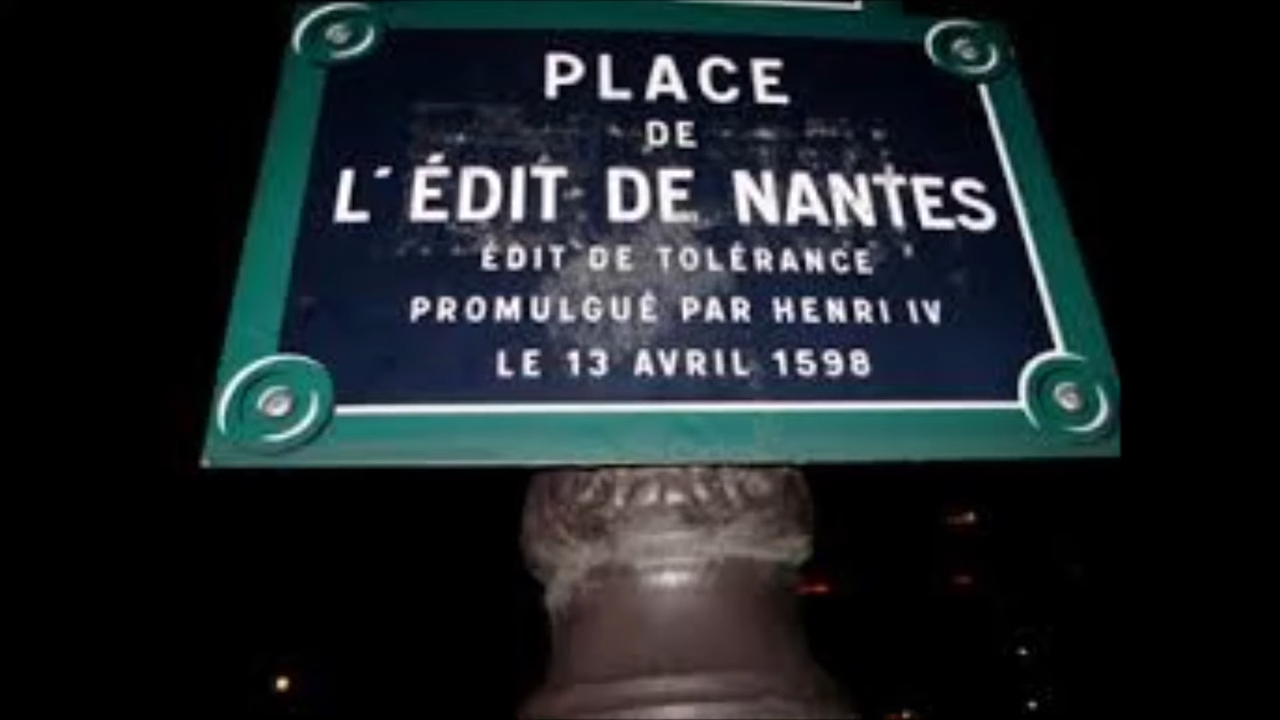 PLACE
DE
L'ÉDIT DE NANTES
ÉDIT DE TOLÉRANCE
PROMULGUÉ PAR HENRI IV
LE 13 AVRIL 1598